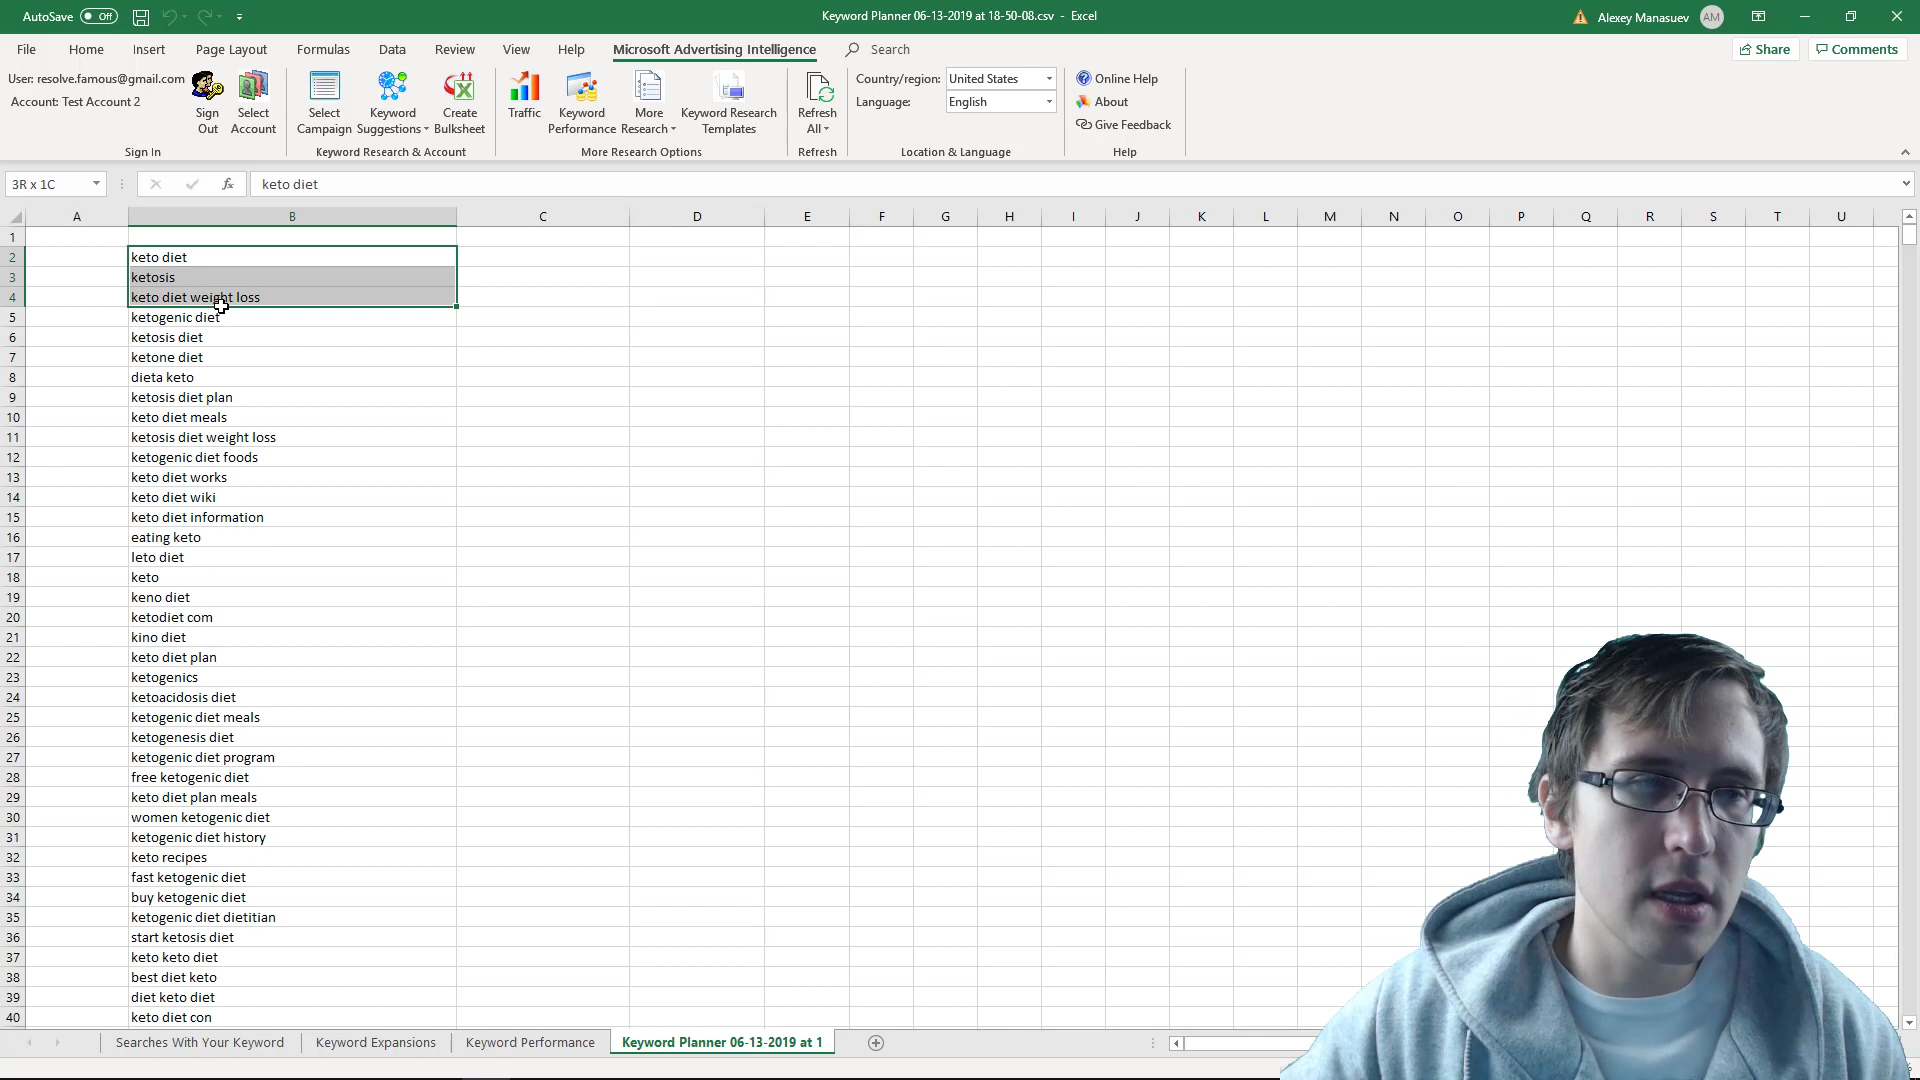 AutoSave Off
Keyword Planner 06-13-2019 at 18-50-08.csv - Excel
Alexey Manasuev AM
File Home Insert Page Layout Formulas Data Review View Help Microsoft Advertising Intelligence Search
Share Comments
User: resolve.famous@gmail.com
Account: Test Account 2
Sign Out
Select Account
Sign In
Select Campaign
Keyword Suggestions
Create Bulksheet
Keyword Research & Account
Traffic
Keyword Performance
More Research
Keyword Research Templates
More Research Options
Refresh All
Refresh
Country/region: United States
Language: English
Location & Language
Online Help
About
Give Feedback
Help
3R x 1C
fx
keto diet
A B C D E F G H I J K L M N O P Q R S T U
1
2 keto diet
3 ketosis
4 keto diet weight loss
5 ketogenic diet
6 ketosis diet
7 ketone diet
8 dieta keto
9 ketosis diet plan
10 keto diet meals
11 ketosis diet weight loss
12 ketogenic diet foods
13 keto diet works
14 keto diet wiki
15 keto diet information
16 eating keto
17 leto diet
18 keto
19 keno diet
20 ketodiet com
21 kino diet
22 keto diet plan
23 ketogenics
24 ketoacidosis diet
25 ketogenic diet meals
26 ketogenesis diet
27 ketogenic diet program
28 free ketogenic diet
29 keto diet plan meals
30 women ketogenic diet
31 ketogenic diet history
32 keto recipes
33 fast ketogenic diet
34 buy ketogenic diet
35 ketogenic diet dietitian
36 start ketosis diet
37 keto keto diet
38 best diet keto
39 diet keto diet
40 keto diet con
Searches With Your Keyword Keyword Expansions Keyword Performance Keyword Planner 06-13-2019 at 1